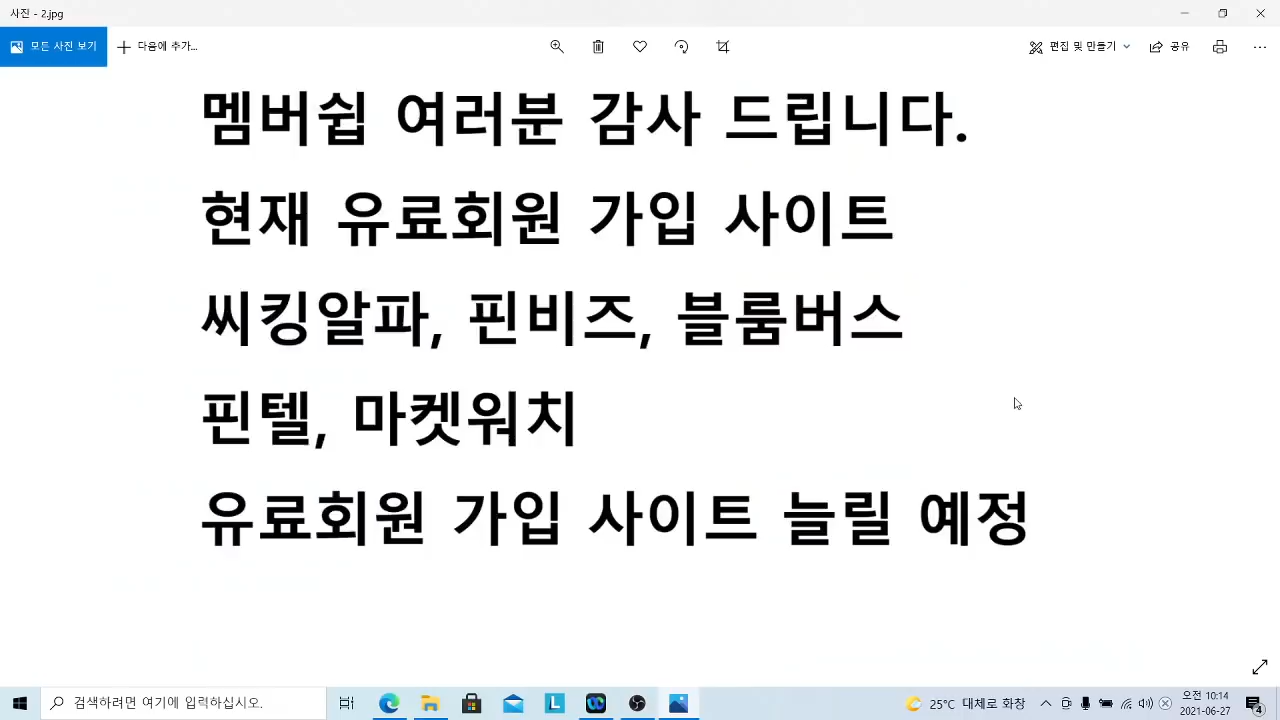 사진 - 2.jpg
모든 사진 보기
다음에 추가...
편집 및 만들기
공유
멤버쉽 여러분 감사 드립니다.
현재 유료회원 가입 사이트
씨킹알파, 핀비즈, 블룸버스
핀텔, 마켓워치
유료회원 가입 사이트 늘릴 예정
검색하려면 여기에 입력하십시오.
L
25°C 대체로 화창
오전 10:14
2021-06-27
4